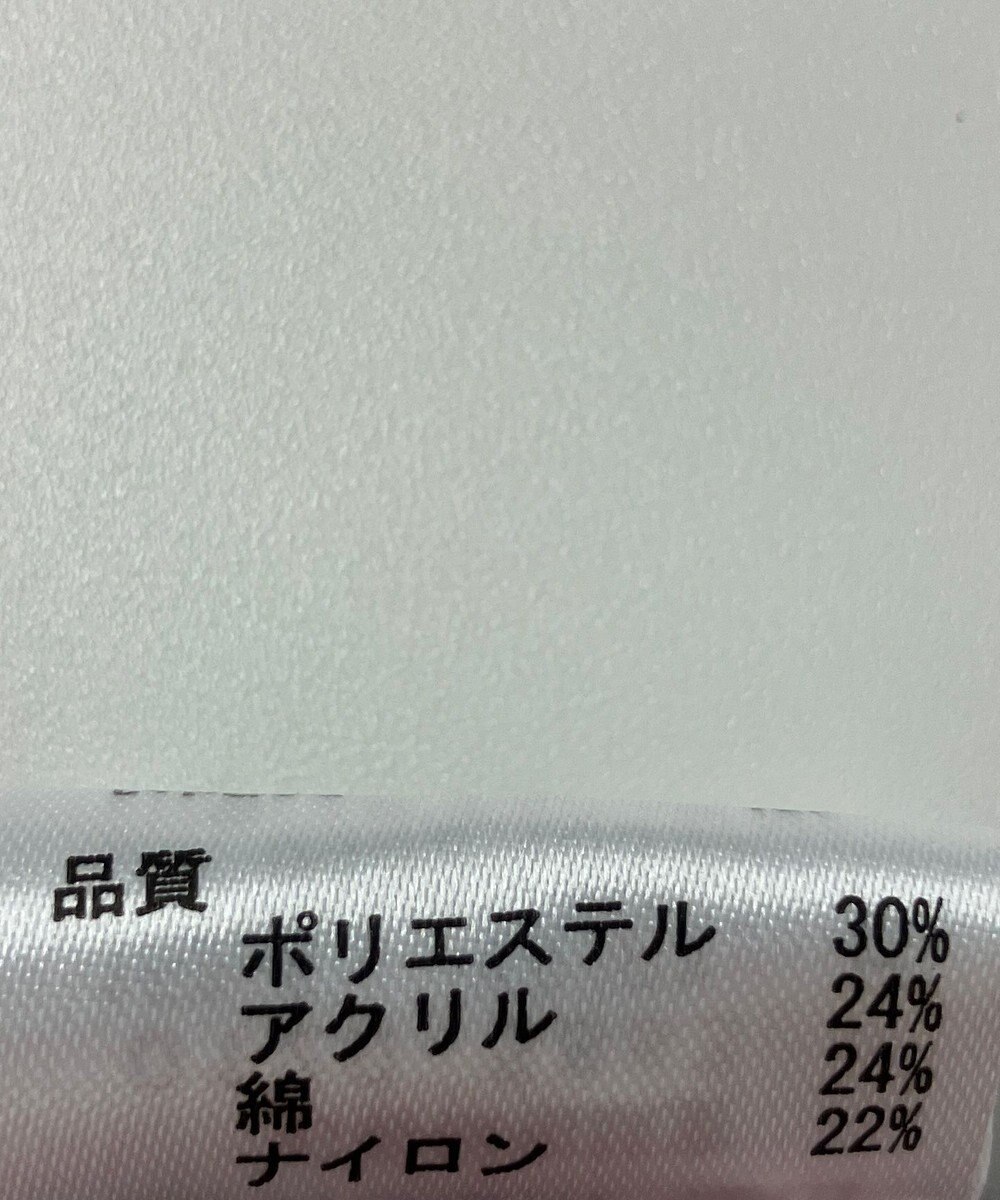 品質
ポリエステル 30%
アクリル 24%
綿 24%
ナイロン 22%